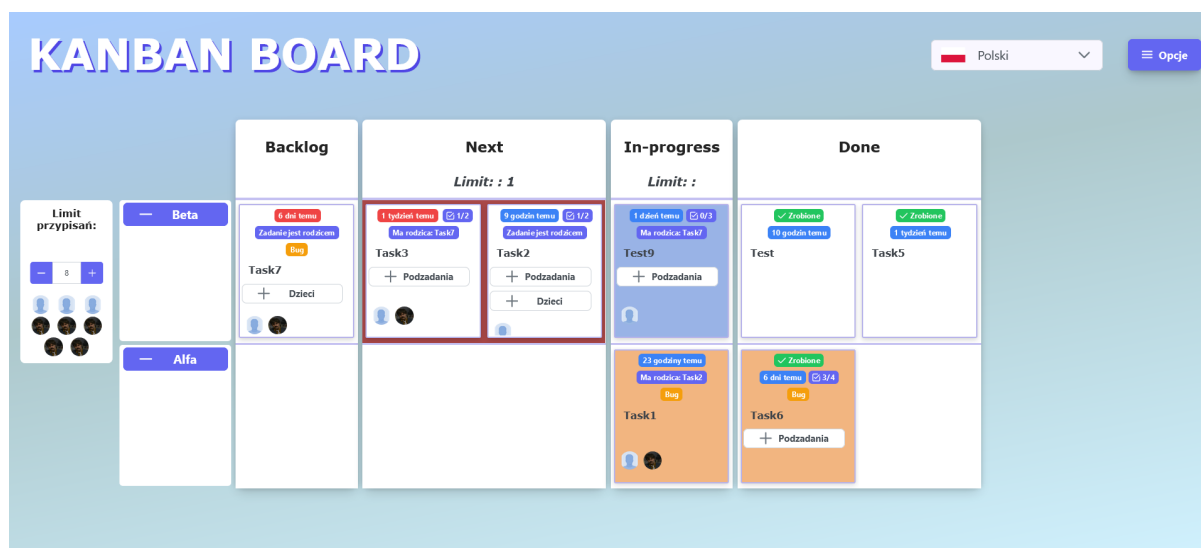 KANBAN BOARD
Polski
Opcje
Backlog
Next
Limit: : 1
In-progress
Limit: :
Done
Limit
przypisań:
8
Beta
6 dni temu
Zadanie jest rodzicem
Bug
Task7
Dzieci
1 tydzień temu
1/2
Ma rodzica: Task7
Task3
Podzadania
9 godzin temu
1/2
Zadanie jest rodzicem
Task2
Podzadania
Dzieci
1 dzień temu
0/3
Ma rodzica: Task7
Test9
Podzadania
Zrobione
10 godzin temu
Test
Zrobione
1 tydzień temu
Task5
Alfa
23 godziny temu
Ma rodzica: Task2
Bug
Task1
Zrobione
6 dni temu
3/4
Bug
Task6
Podzadania